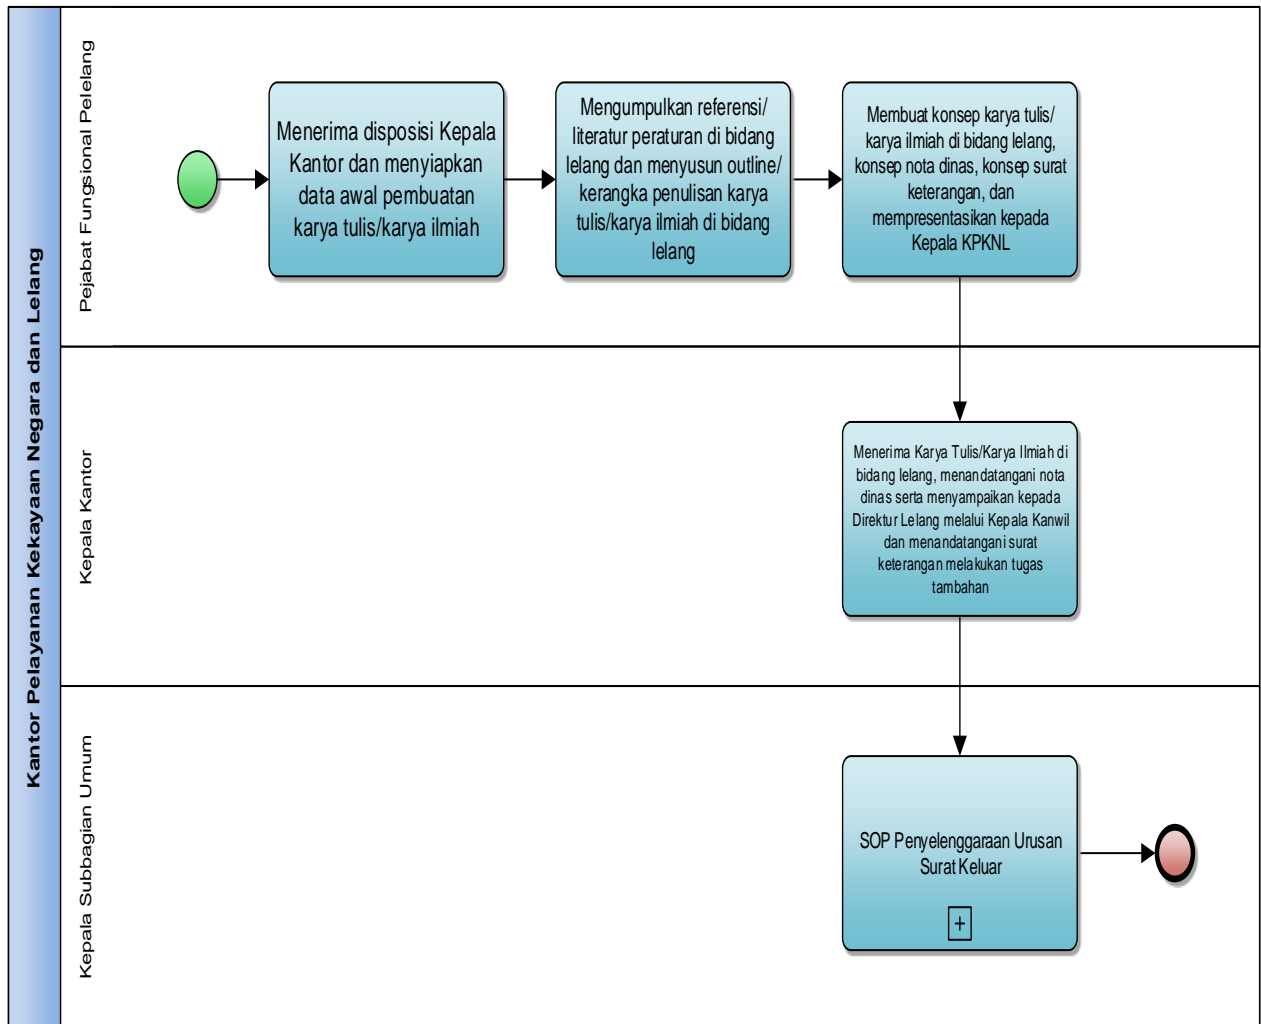 Kantor Pelayanan Kekayaan Negara dan Lelang
Pejabat Fungsional Pelelang
Menerima disposisi Kepala
Kantor dan menyiapkan
data awal pembuatan
karya tulis/karya ilmiah
Mengumpulkan referensi/
literatur peraturan di bidang
lelang dan menyusun outline/
kerangka penulisan karya
tulis/karya ilmiah di bidang
lelang
Membuat konsep karya tulis/
karya ilmiah di bidang lelang,
konsep nota dinas, konsep surat
keterangan, dan
mempresentasikan kepada
Kepala KPKNL
Kepala Kantor
Menerima Karya Tulis/Karya Ilmiah di
bidang lelang, menandatangani nota
dinas serta menyampaikan kepada
Direktur Lelang melalui Kepala Kanwil
dan menandatangani surat
keterangan melakukan tugas
tambahan
Kepala Subbagian Umum
SOP Penyelenggaraan Urusan
Surat Keluar
+